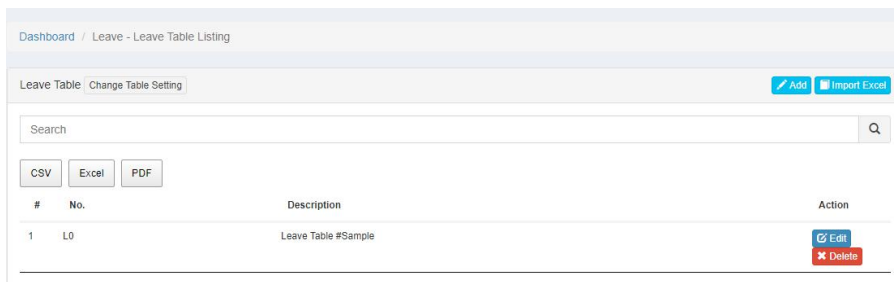 Dashboard / Leave - Leave Table Listing
Leave Table Change Table Setting Add Import Excel
Search
CSV Excel PDF
# No. Description Action
1 L0 Leave Table #Sample Edit
Delete